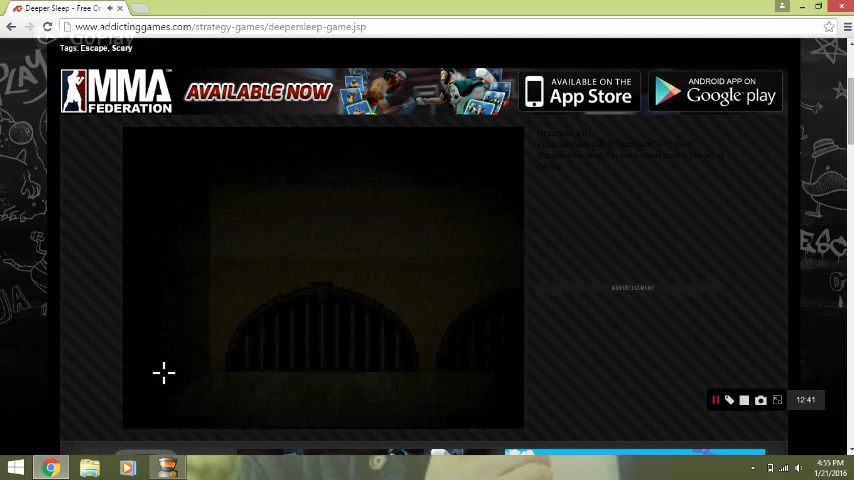 Deeper Sleep - Free On
www.addictinggames.com/strategy-games/deepersleep-game.jsp
GoPlay
Tags: Escape, Scary
MMA FEDERATION
AVAILABLE NOW
AVAILABLE ON THE
App Store
ANDROID APP ON
Google play
ADVERTISEMENT
12:41
4:55 PM
1/21/2016